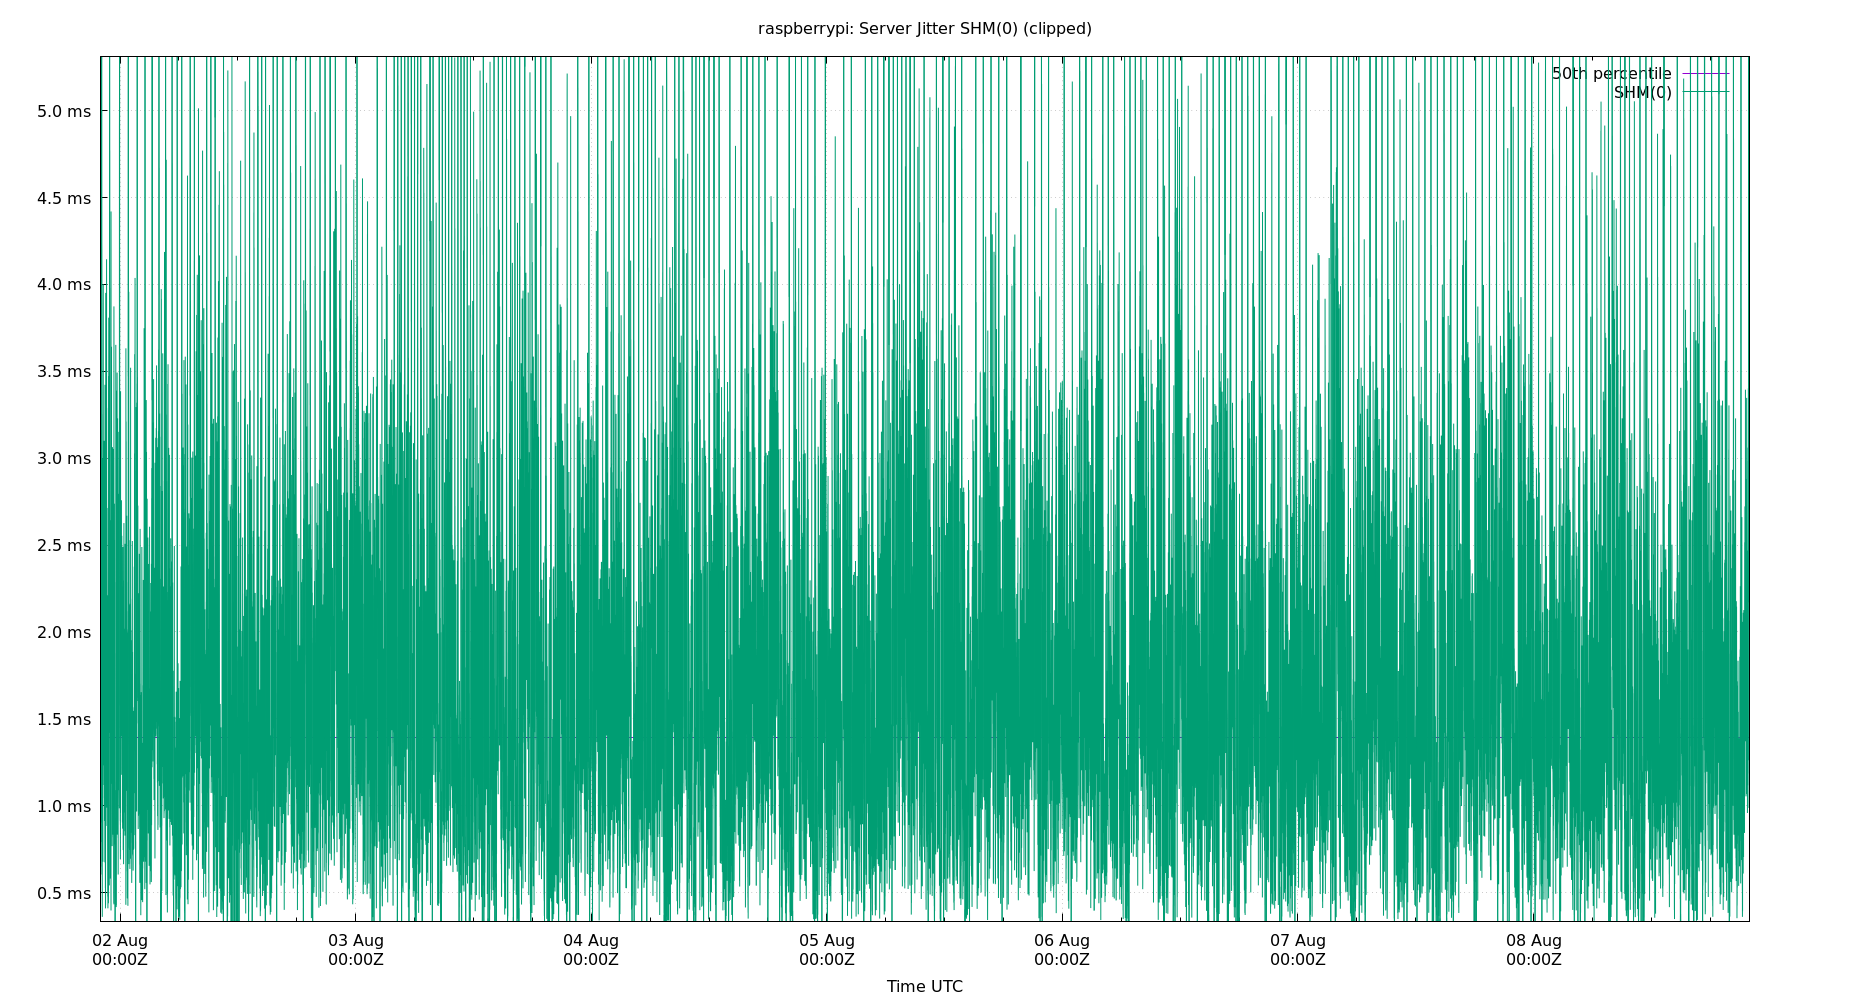 raspberrypi: Server Jitter SHM(0) (clipped)
50th percentile
SHM(0)
5.0 ms
4.5 ms
4.0 ms
3.5 ms
3.0 ms
2.5 ms
2.0 ms
1.5 ms
1.0 ms
0.5 ms
02 Aug 03 Aug 04 Aug 05 Aug 06 Aug 07 Aug 08 Aug
00:00Z 00:00Z 00:00Z 00:00Z 00:00Z 00:00Z 00:00Z
Time UTC